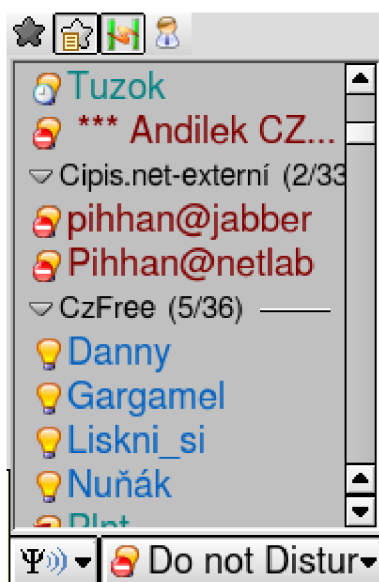 Tuzok
*** Andilek CZ...
Cipis.net-externí (2/33
pihhan@jabber
Pihhan@netlab
CzFree (5/36)
Danny
Gargamel
Liskni_si
Nuňák
Do not Distur